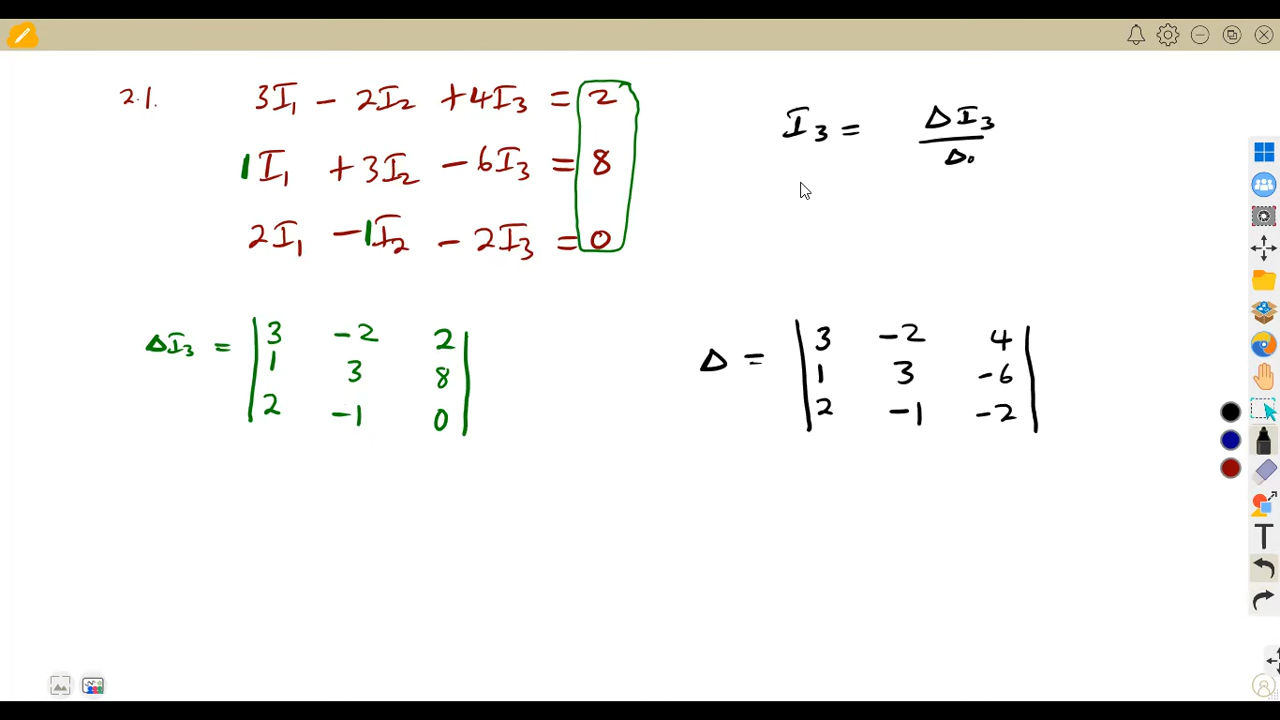 2.1. 3I₁ - 2I₂ + 4I₃ = 2
1I₁ + 3I₂ - 6I₃ = 8
2I₁ - 1I₂ - 2I₃ = 0
I₃ = ΔI₃ / Δ.
ΔI₃ = | 3 -2 2 |
| 1 3 8 |
| 2 -1 0 |
Δ = | 3 -2 4 |
| 1 3 -6 |
| 2 -1 -2 |
T